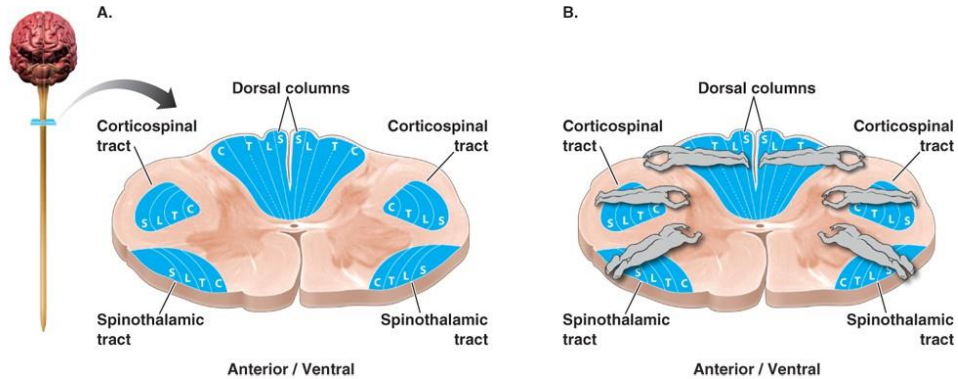 A.
Dorsal columns
Corticospinal
tract
Corticospinal
tract
C T L S S L T C
S L T C
C T L S
S L T C
C T L S
Spinothalamic
tract
Spinothalamic
tract
Anterior / Ventral
B.
Dorsal columns
Corticospinal
tract
Corticospinal
tract
C T L S S L T C
S L T C
C T L S
S L T C
C T L S
Spinothalamic
tract
Spinothalamic
tract
Anterior / Ventral